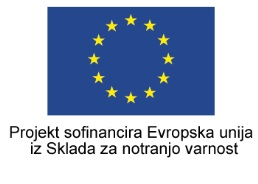 Projekt sofinancira Evropska unija
iz Sklada za notranjo varnost